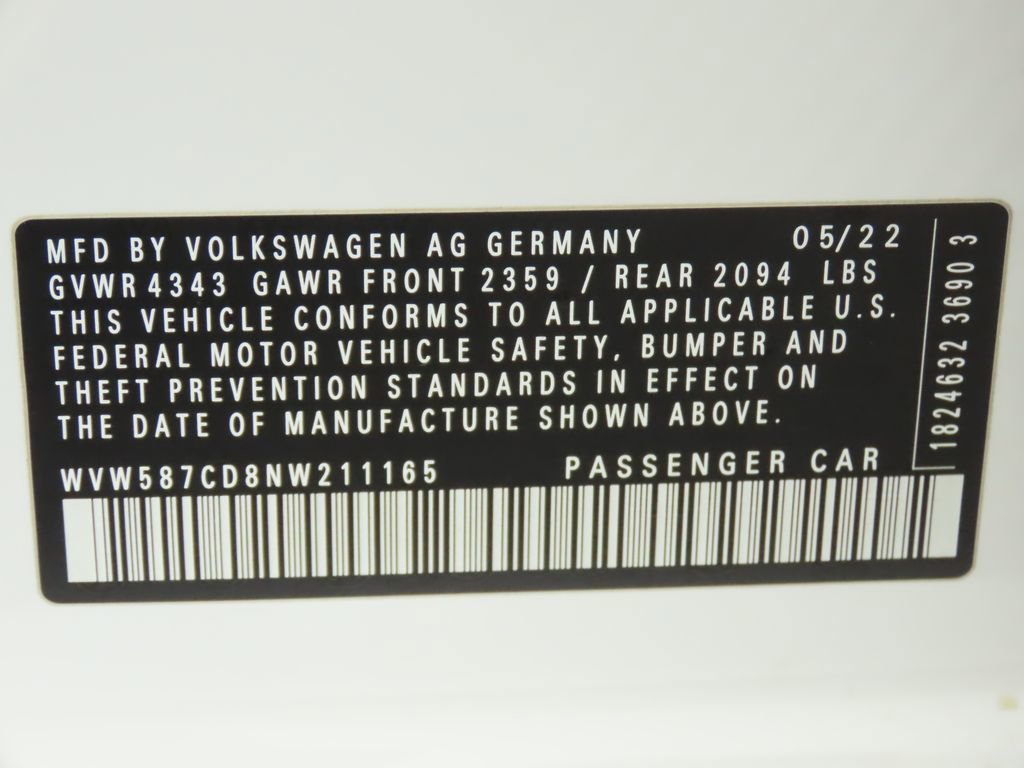 MFD BY VOLKSWAGEN AG GERMANY 05/22
GVWR 4343 GAWR FRONT 2359 / REAR 2094 LBS
THIS VEHICLE CONFORMS TO ALL APPLICABLE U.S.
FEDERAL MOTOR VEHICLE SAFETY, BUMPER AND
THEFT PREVENTION STANDARDS IN EFFECT ON
THE DATE OF MANUFACTURE SHOWN ABOVE.
WVW587CD8NW211165 PASSENGER CAR
1824632 3690 3